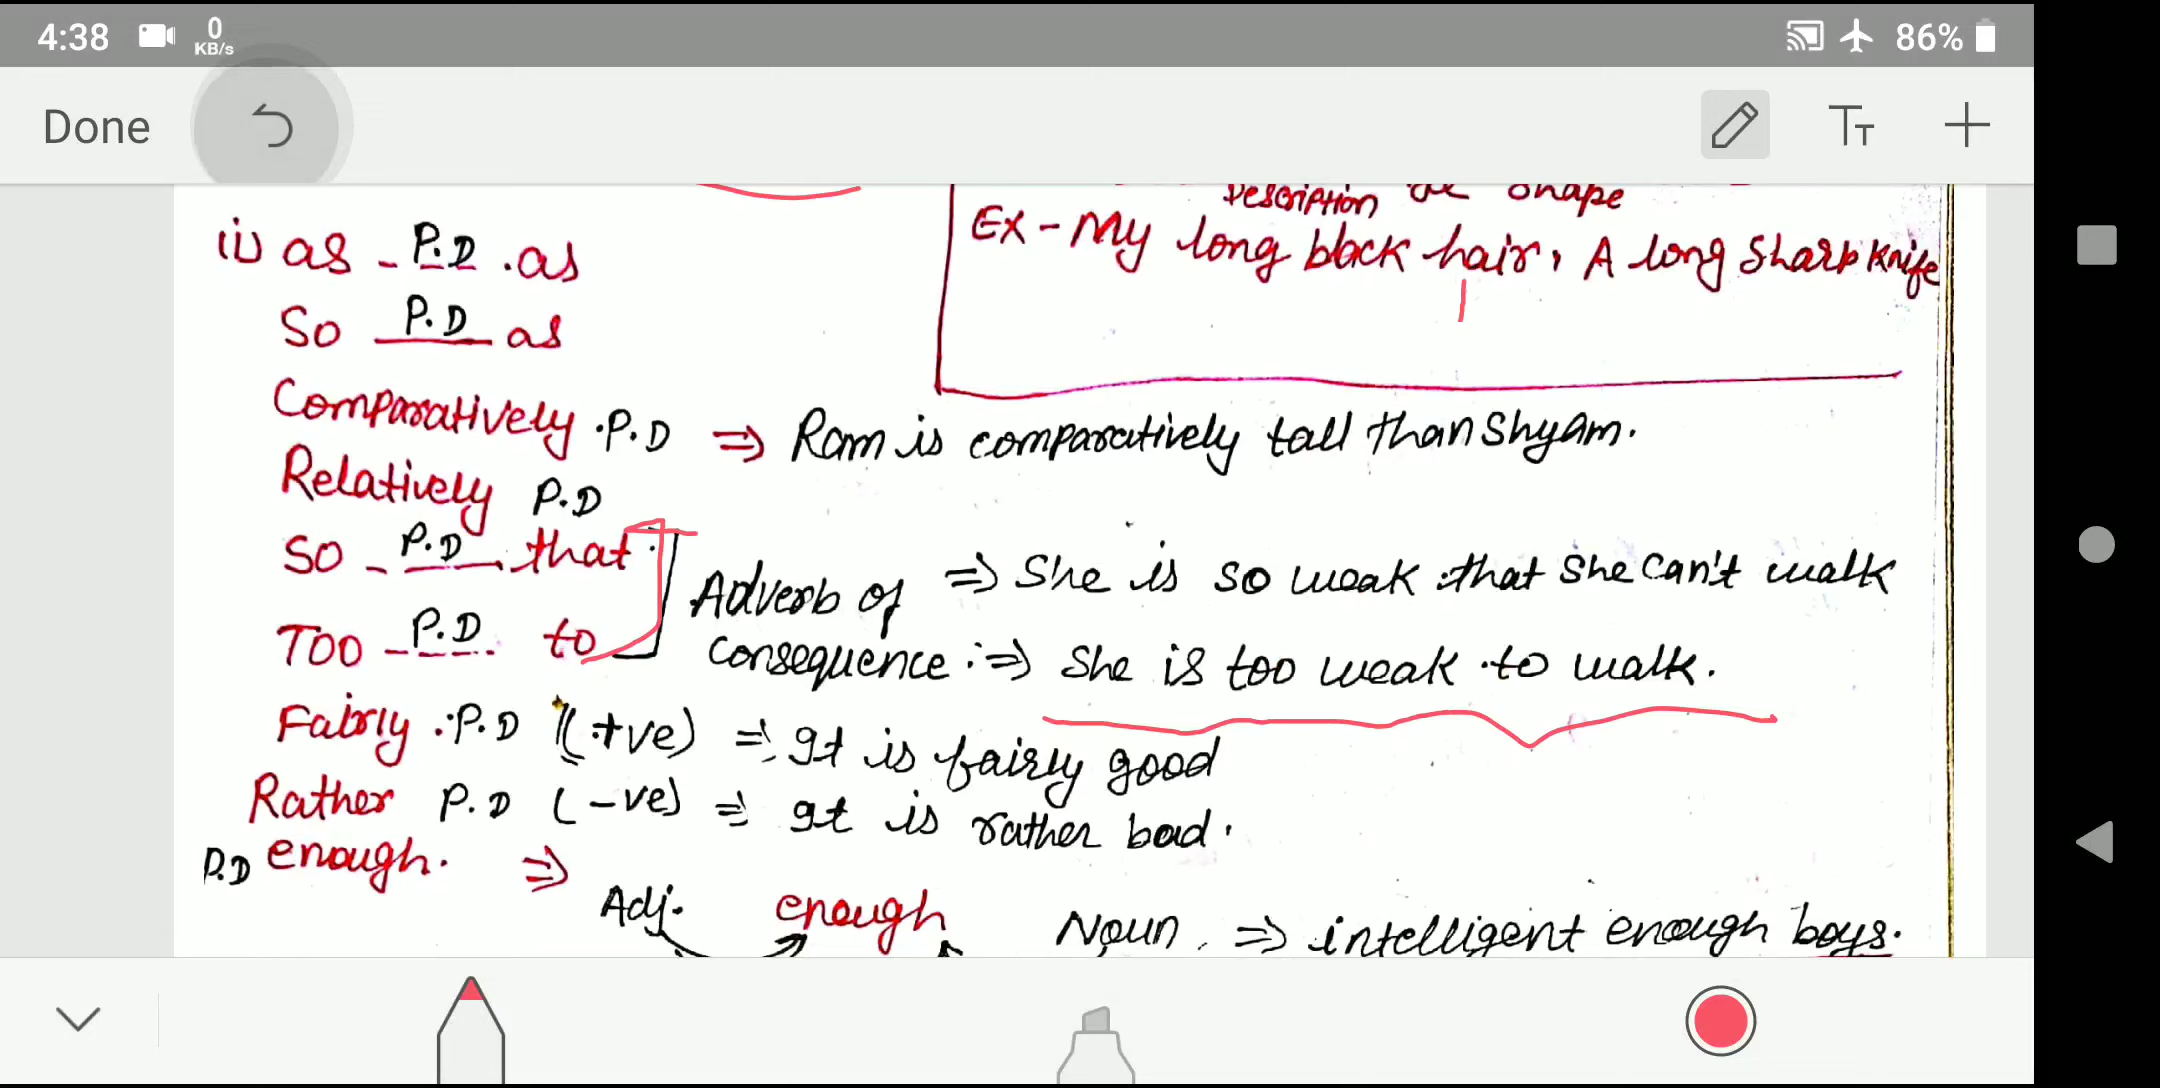 4:38 0 KB/s 86%
Done
Description Shape
Ex - My long black hair, A long Sharp Knife
ii) as - P.D - as
So P.D as
Comparatively P.D ⇒ Ram is comparatively tall than Shyam.
Relatively P.D
So - P.D - that
Adverb of ⇒ She is so weak that she can't walk
Too - P.D - to
consequence :⇒ She is too weak to walk.
Fairly P.D (+ve) ⇒ It is fairly good
Rather P.D (-ve) ⇒ It is rather bad.
P.D enough. ⇒
Adj. enough Noun ⇒ intelligent enough boys.